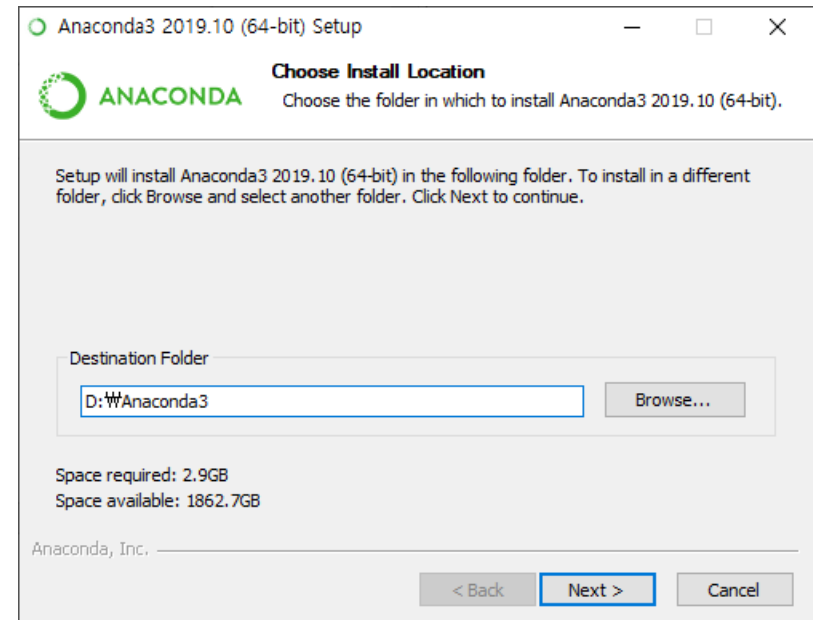 Anaconda3 2019.10 (64-bit) Setup
ANACONDA
Choose Install Location
Choose the folder in which to install Anaconda3 2019.10 (64-bit).
Setup will install Anaconda3 2019.10 (64-bit) in the following folder. To install in a different
folder, click Browse and select another folder. Click Next to continue.
Destination Folder
D:₩Anaconda3
Browse...
Space required: 2.9GB
Space available: 1862.7GB
Anaconda, Inc.
< Back
Next >
Cancel